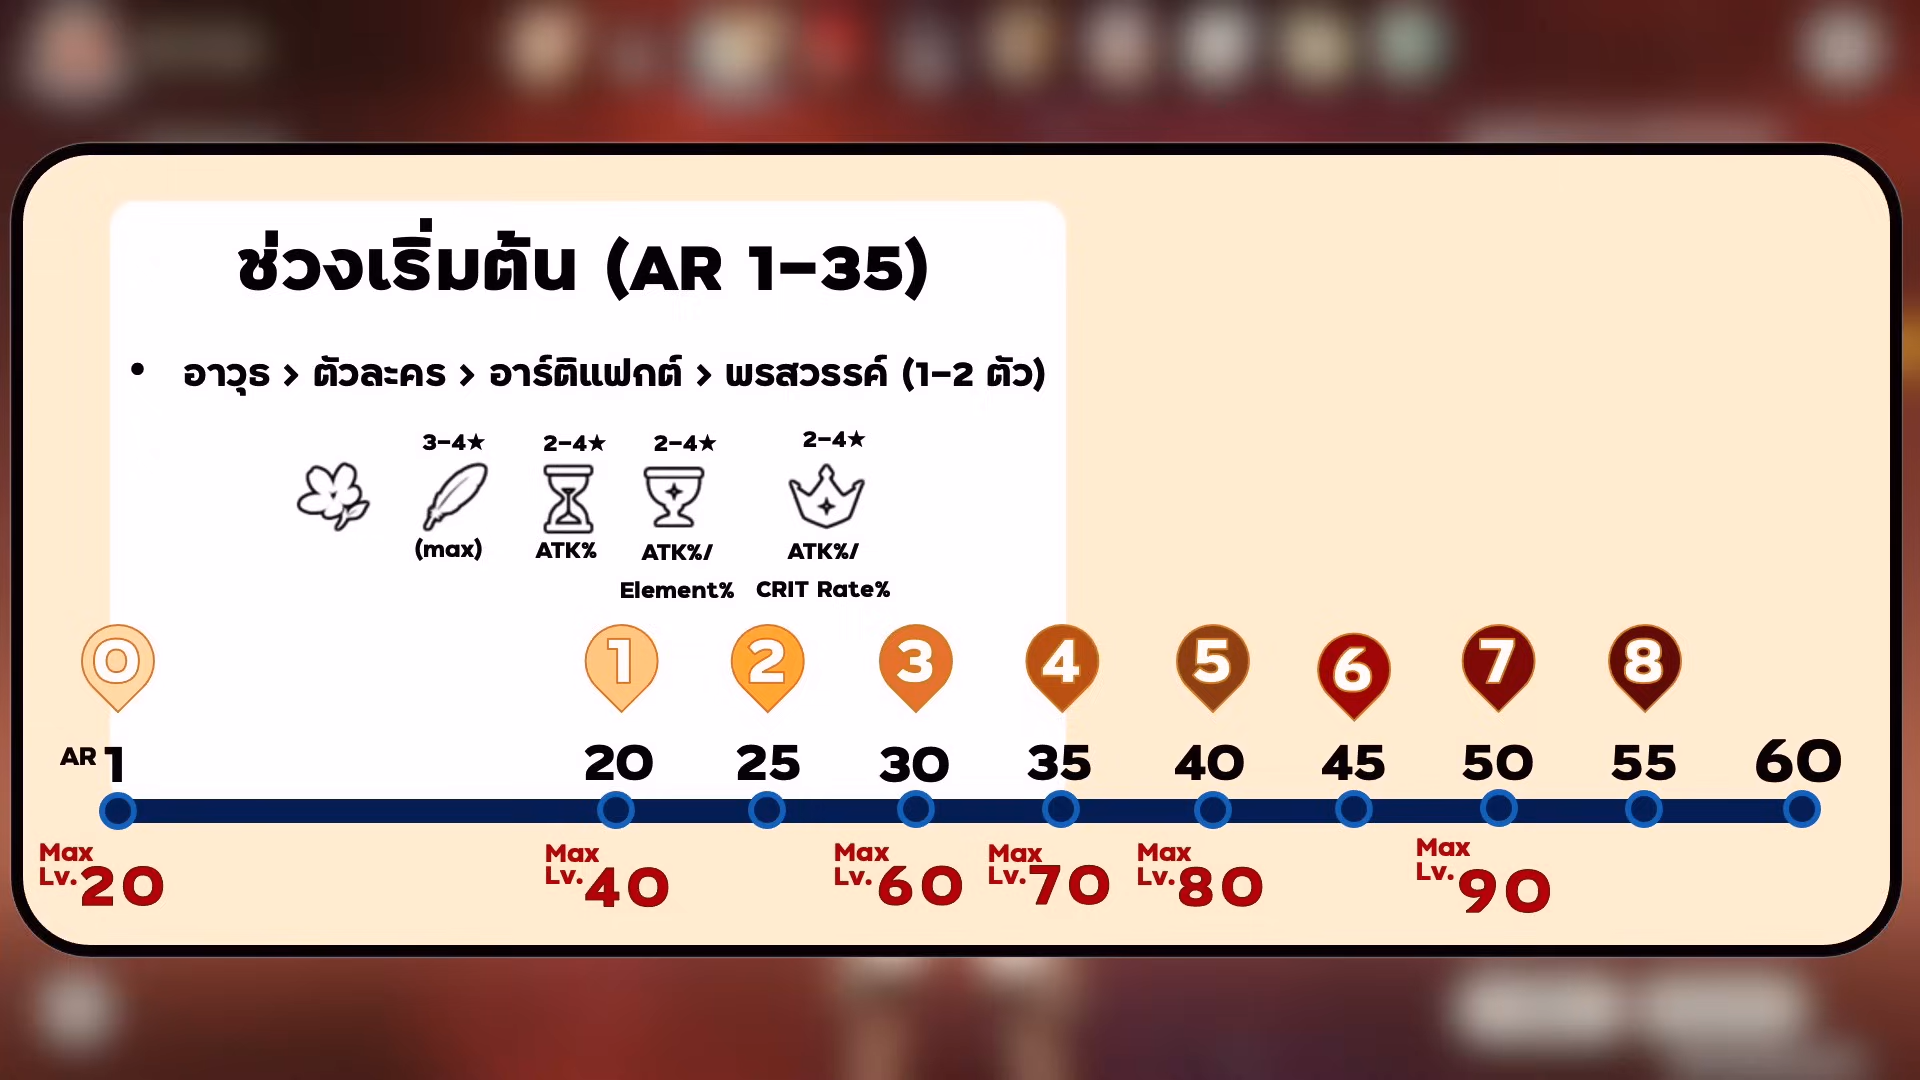 ช่วงเริ่มต้น (AR 1–35)
• อาวุธ > ตัวละคร > อาร์ติแฟกต์ > พรสวรรค์ (1–2 ตัว)
3–4★ 2–4★ 2–4★ 2–4★
(max) ATK% ATK%/ ATK%/
Element% CRIT Rate%
0 1 2 3 4 5 6 7 8
AR 1 20 25 30 35 40 45 50 55 60
Max Lv.20 Max Lv.40 Max Lv.60 Max Lv.70 Max Lv.80 Max Lv.90